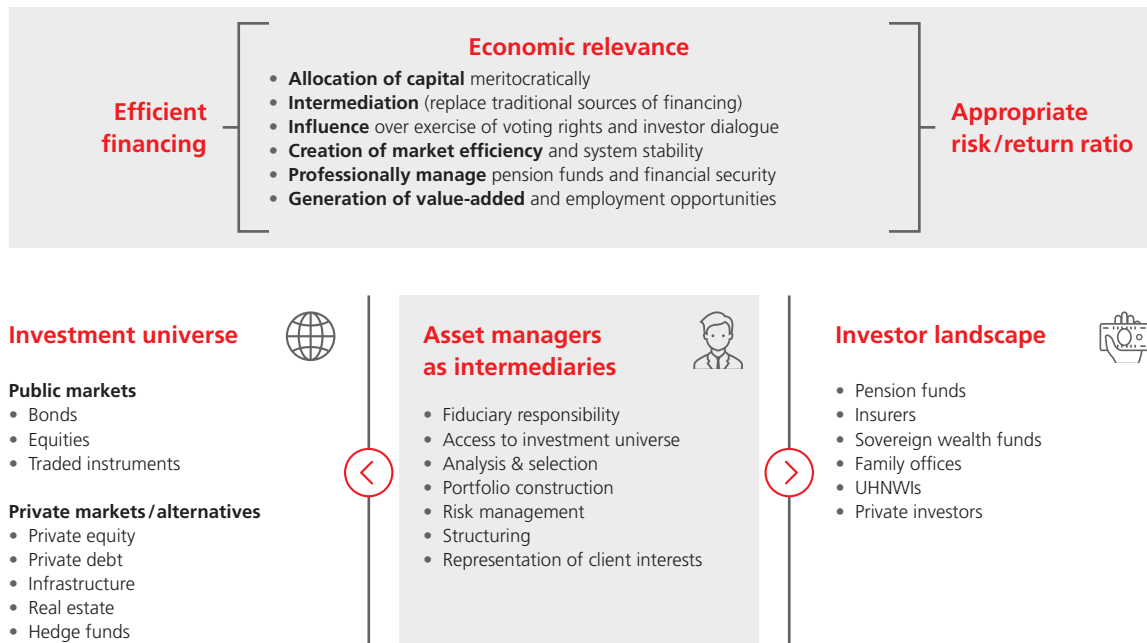 Economic relevance
Efficient
financing
• Allocation of capital meritocratically
• Intermediation (replace traditional sources of financing)
• Influence over exercise of voting rights and investor dialogue
• Creation of market efficiency and system stability
• Professionally manage pension funds and financial security
• Generation of value-added and employment opportunities
Appropriate
risk/return ratio
Investment universe
Public markets
• Bonds
• Equities
• Traded instruments
Private markets/alternatives
• Private equity
• Private debt
• Infrastructure
• Real estate
• Hedge funds
Asset managers
as intermediaries
• Fiduciary responsibility
• Access to investment universe
• Analysis & selection
• Portfolio construction
• Risk management
• Structuring
• Representation of client interests
Investor landscape
• Pension funds
• Insurers
• Sovereign wealth funds
• Family offices
• UHNWIs
• Private investors